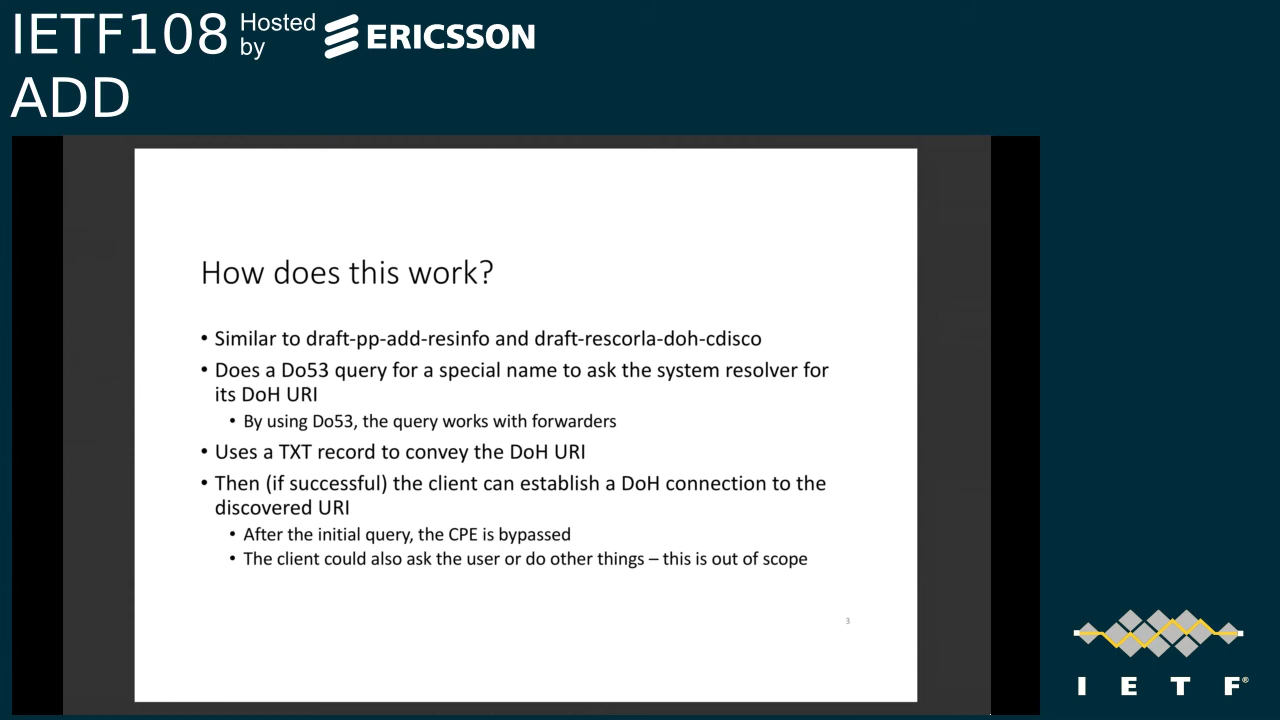 IETF108 Hosted by ERICSSON
ADD
How does this work?
• Similar to draft-pp-add-resinfo and draft-rescorla-doh-cdisco
• Does a Do53 query for a special name to ask the system resolver for
its DoH URI
• By using Do53, the query works with forwarders
• Uses a TXT record to convey the DoH URI
• Then (if successful) the client can establish a DoH connection to the
discovered URI
• After the initial query, the CPE is bypassed
• The client could also ask the user or do other things – this is out of scope
3
I E T F®